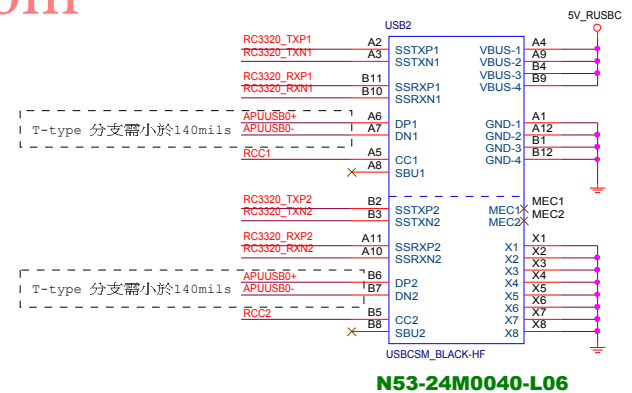 om
5V_RUSBC
USB2
RC3320_TXP1 A2 SSTXP1 VBUS-1 A4
RC3320_TXN1 A3 SSTXN1 VBUS-2 A9
VBUS-3 B4
RC3320_RXP1 B11 SSRXP1 VBUS-4 B9
RC3320_RXN1 B10 SSRXN1
APUUSB0+ A6 DP1 GND-1 A1
T-type 分支需小於140mils APUUSB0- A7 DN1 GND-2 A12
GND-3 B1
RCC1 A5 CC1 GND-4 B12
A8 SBU1
RC3320_TXP2 B2 SSTXP2 MEC1 MEC1
RC3320_TXN2 B3 SSTXN2 MEC2 MEC2
RC3320_RXP2 A11 SSRXP2 X1 X1
RC3320_RXN2 A10 SSRXN2 X2 X2
X3 X3
APUUSB0+ B6 DP2 X4 X4
T-type 分支需小於140mils APUUSB0- B7 DN2 X5 X5
X6 X6
RCC2 B5 CC2 X7 X7
B8 SBU2 X8 X8
USBCSM_BLACK-HF
N53-24M0040-L06